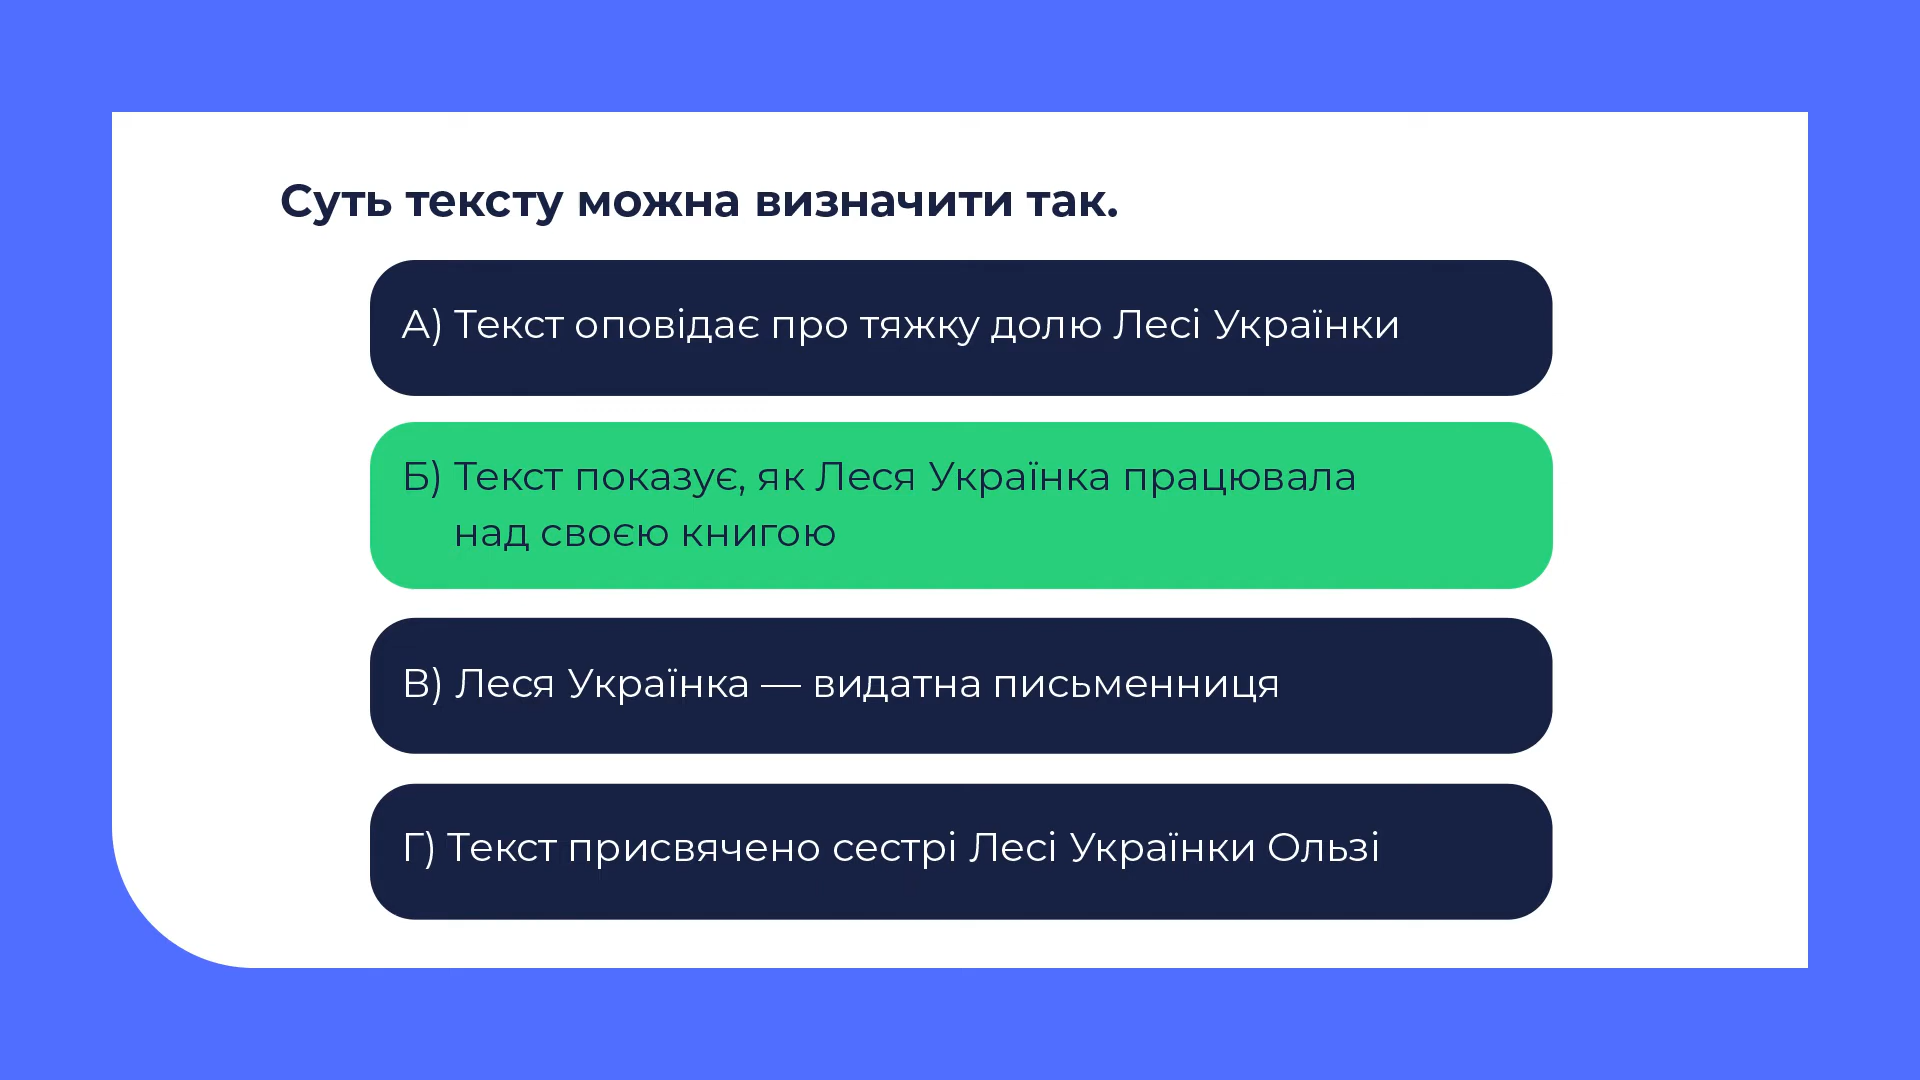 Суть тексту можна визначити так.
А) Текст оповідає про тяжку долю Лесі Українки
Б) Текст показує, як Леся Українка працювала
над своєю книгою
В) Леся Українка — видатна письменниця
Г) Текст присвячено сестрі Лесі Українки Ользі